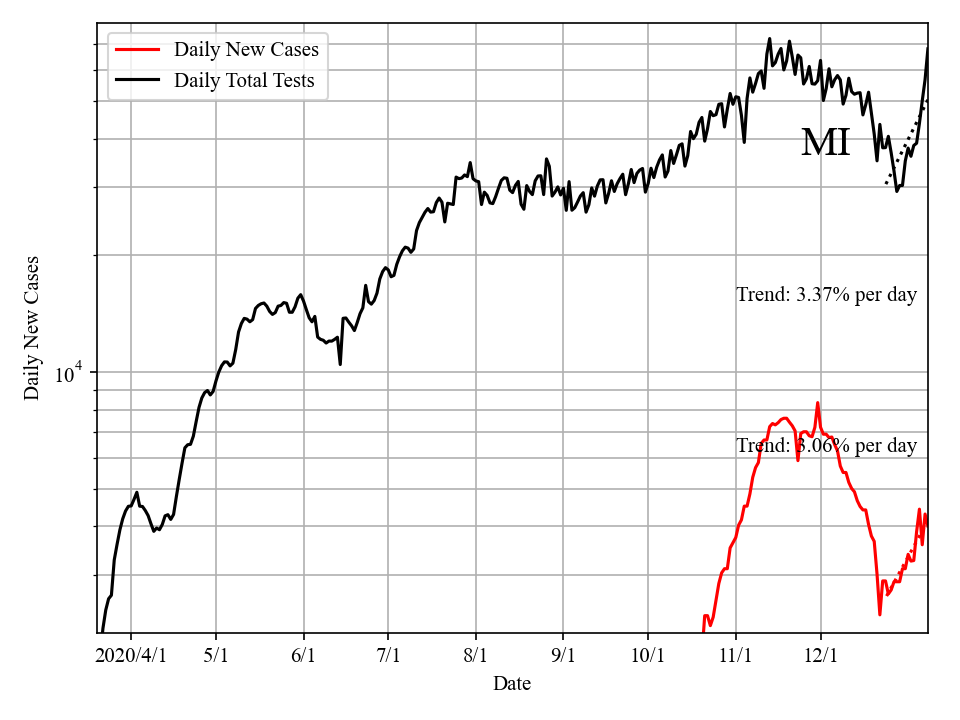 Daily New Cases
Daily Total Tests
MI
Trend: 3.37% per day
Trend: 3.06% per day
Daily New Cases
10^4
2020/4/1 5/1 6/1 7/1 8/1 9/1 10/1 11/1 12/1
Date